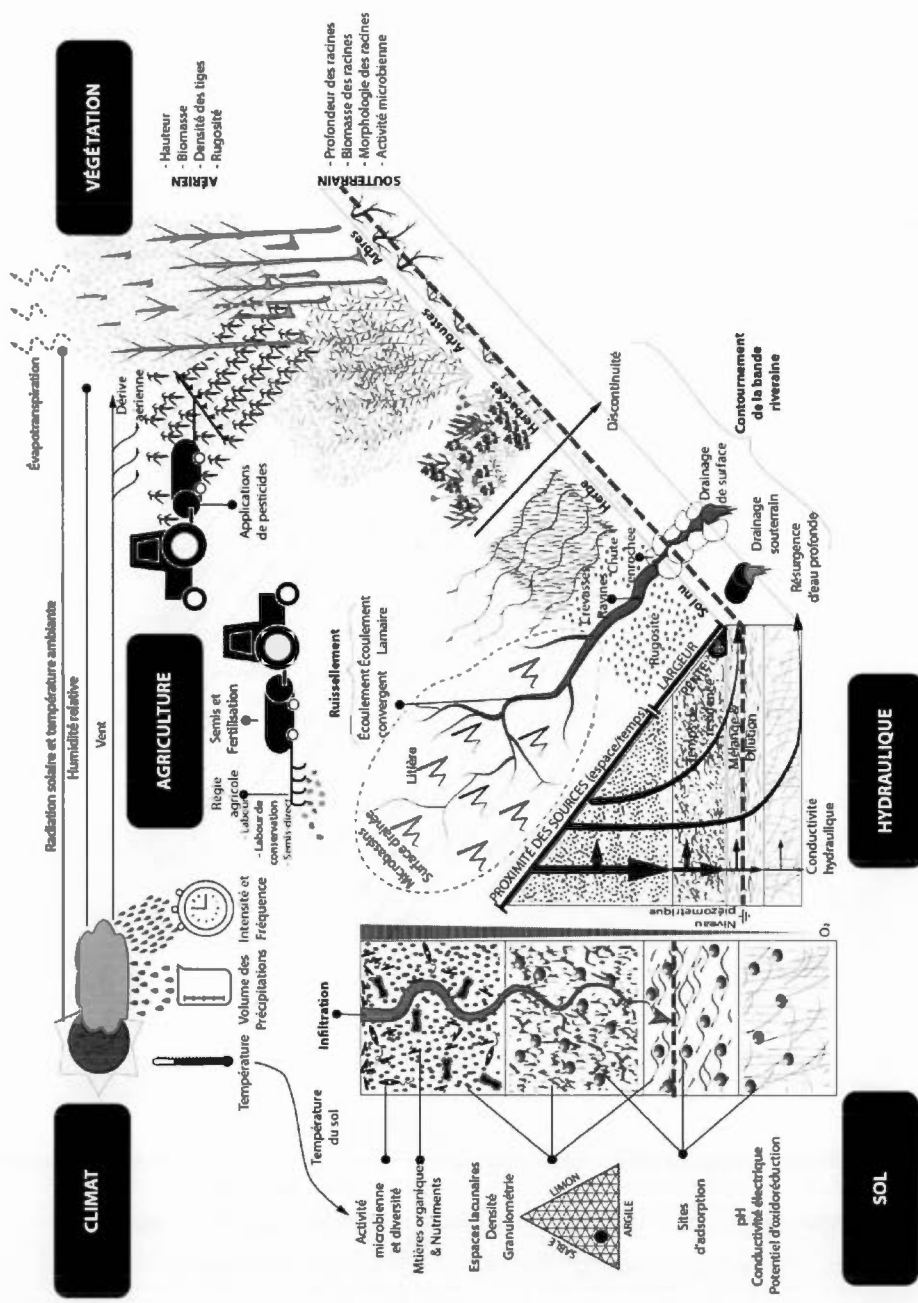 CLIMAT
VÉGÉTATION
AGRICULTURE
SOL
HYDRAULIQUE
Radiation solaire et température ambiante
Humidité relative
Vent
Évapotranspiration
Dérive
aérienne
Température
Volume des
Précipitations
Intensité et
Fréquence
Régie
agricole
- Labour
- Labour de
conservation
- Semis direct
Semis et
Fertilisation
Applications
de pesticides
AÉRIEN
- Hauteur
- Biomasse
- Densité des tiges
- Rugosité
SOUTERRAIN
- Profondeur des racines
- Biomasse des racines
- Morphologie des racines
- Activité microbienne
Arbres
Arbustes
Herbacés
Herbe
Sol nu
Température
du sol
Infiltration
Activité
microbienne
et diversité
Mtières organiques
& Nutriments
Espaces lacunaires
Densité
Granulométrie
SABLE
LIMON
ARGILE
Sites
d'adsorption
pH
Conductivité électrique
Potentiel d'oxidoréduction
O₂
Ruissellement
Écoulement
convergent
Écoulement
Lamaire
Microbassins
Surface drainée
Litière
Crevasses
Ravines
Chute
enrochée
Rugosité
PROXIMITÉ DES SOURCES (espace/temps)
LARGEUR
PENTE
Temps de
résidence
Mélange &
Dilution
Niveau
piézometrique
Conductivité
hydraulique
Discontinuité
Contournement
de la bande
riveraine
Drainage
de surface
Drainage
souterrain
Résurgence
d'eau profonde